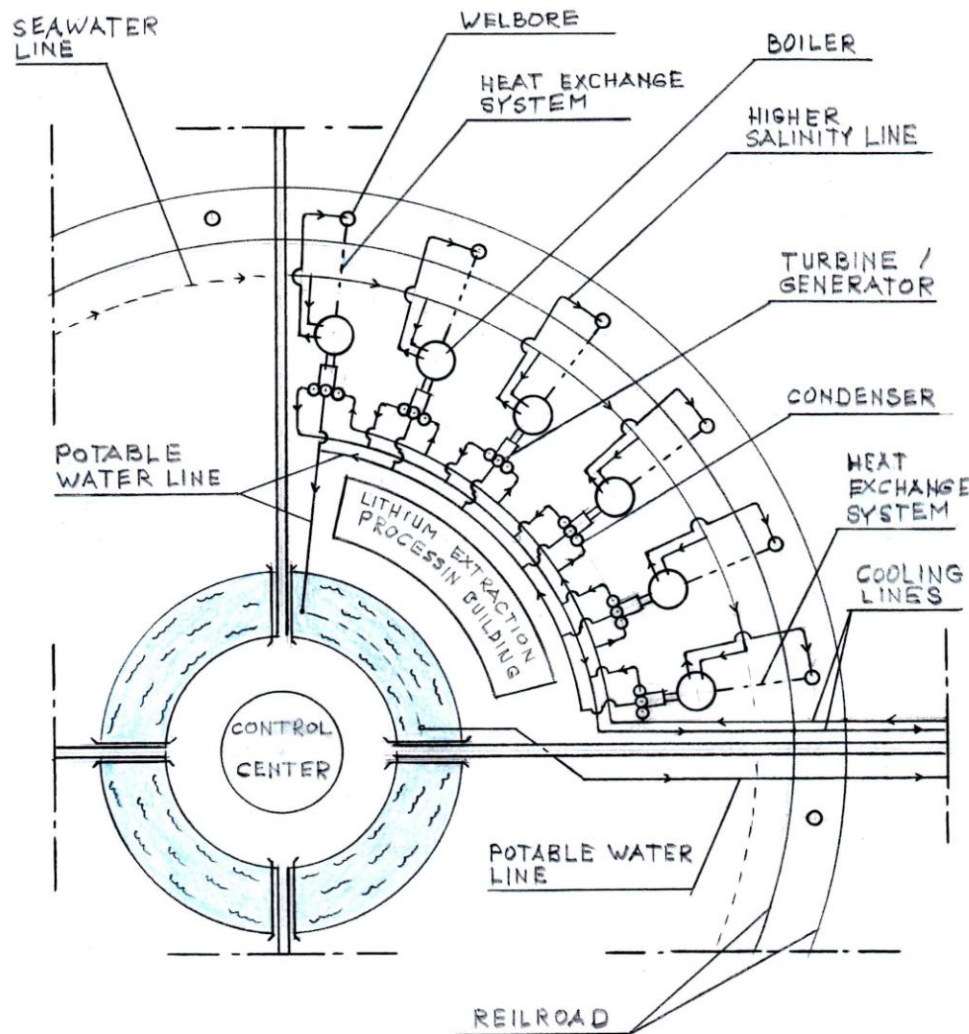 SEAWATER
LINE
WELBORE
HEAT EXCHANGE
SYSTEM
BOILER
HIGHER
SALINITY LINE
TURBINE /
GENERATOR
CONDENSER
POTABLE
WATER LINE
HEAT
EXCHANGE
SYSTEM
LITHIUM EXTRACTION
PROCESSIN BUILDING
COOLING
LINES
CONTROL
CENTER
POTABLE WATER
LINE
REILROAD